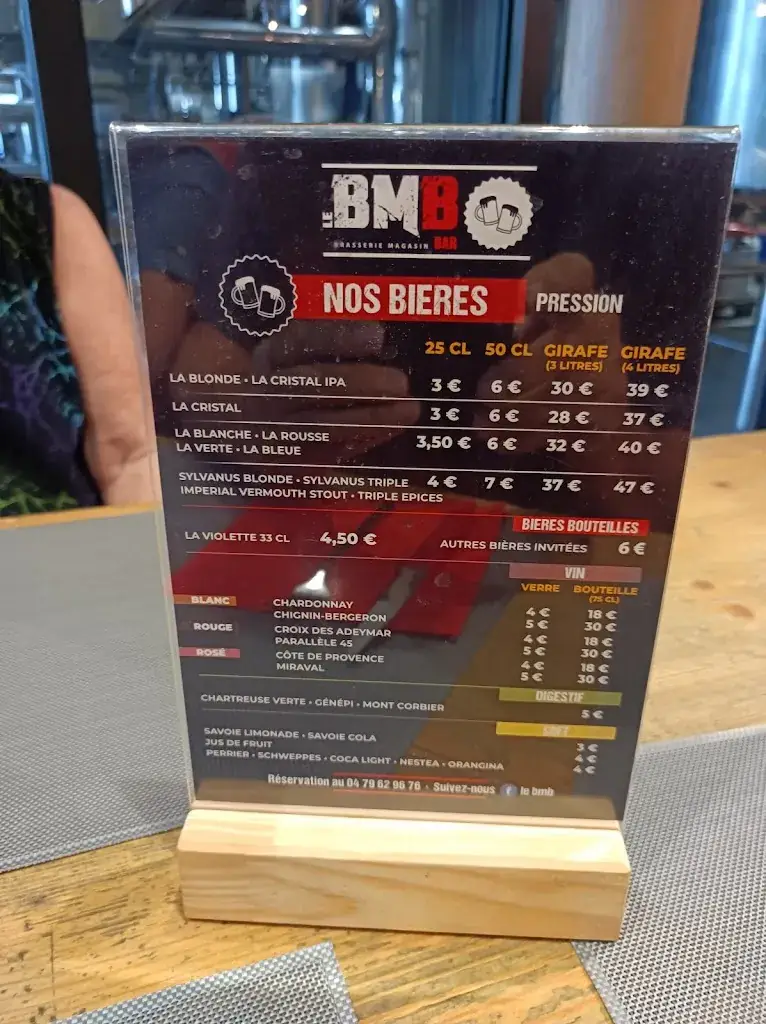 LE BMB
BRASSERIE MAGASIN BAR
NOS BIERES PRESSION
25 CL 50 CL GIRAFE GIRAFE
(3 LITRES) (4 LITRES)
LA BLONDE • LA CRISTAL IPA 3 € 6 € 30 € 39 €
LA CRISTAL 3 € 6 € 28 € 37 €
LA BLANCHE • LA ROUSSE 3,50 € 6 € 32 € 40 €
LA VERTE • LA BLEUE
SYLVANUS BLONDE • SYLVANUS TRIPLE 4 € 7 € 37 € 47 €
IMPERIAL VERMOUTH STOUT • TRIPLE EPICES
BIERES BOUTEILLES
LA VIOLETTE 33 CL 4,50 € AUTRES BIÈRES INVITÉES 6 €
VIN
VERRE BOUTEILLE
(75 CL)
BLANC CHARDONNAY 4 € 18 €
CHIGNIN-BERGERON 5 € 30 €
ROUGE CROIX DES ADEYMAR 4 € 18 €
PARALLÈLE 45 5 € 30 €
ROSÉ CÔTE DE PROVENCE 4 € 18 €
MIRAVAL 5 € 30 €
DIGESTIF
CHARTREUSE VERTE • GÉNÉPI • MONT CORBIER 5 €
SAVOIE LIMONADE • SAVOIE COLA 3 €
JUS DE FRUIT 4 €
PERRIER • SCHWEPPES • COCA LIGHT • NESTEA • ORANGINA 4 €
Réservation au 04 79 62 96 76 • Suivez-nous f le bmb